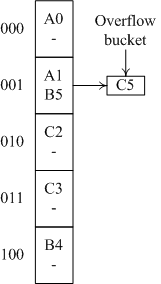 Overflow
bucket
000
A0
-
001
A1
B5
C5
010
C2
-
011
C3
-
100
B4
-